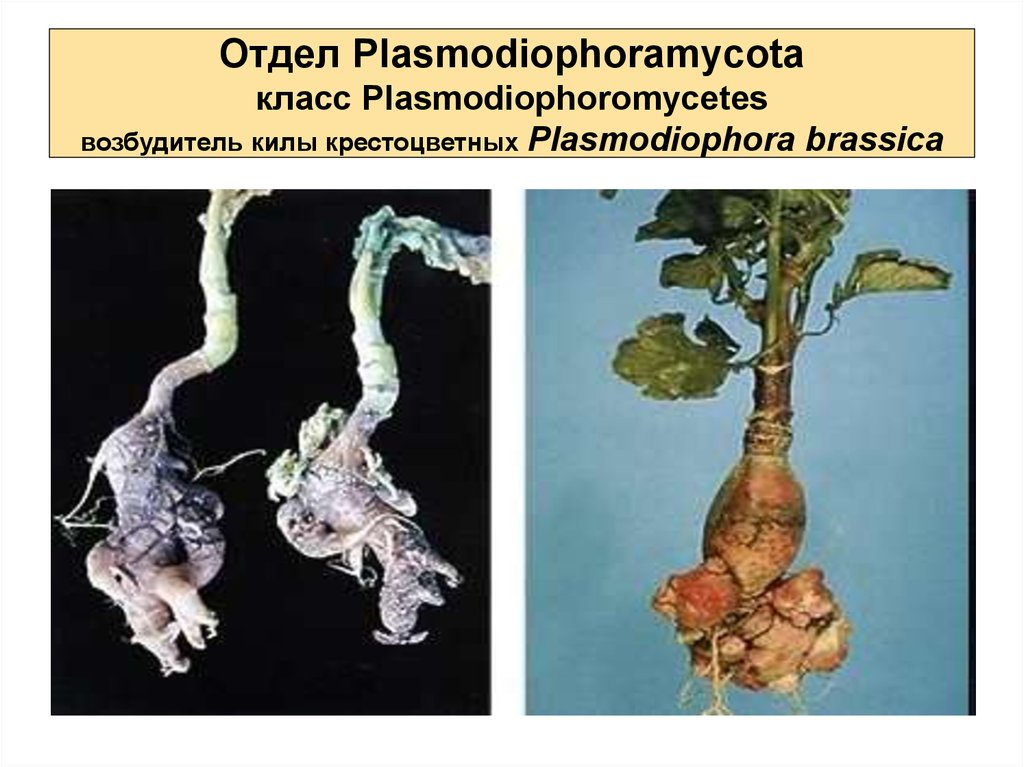 Отдел Plasmodiophoramycota
класс Plasmodiophoromycetes
возбудитель килы крестоцветных Plasmodiophora brassica